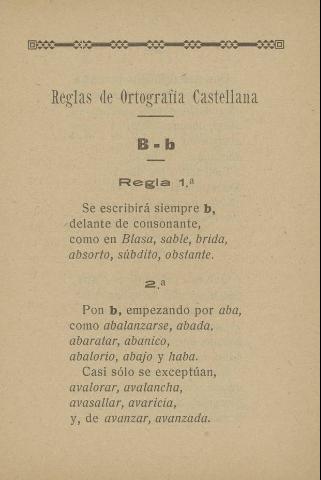 Reglas de Ortografía Castellana
B - b
Regla 1.ª
Se escribirá siempre b,
delante de consonante,
como en Blasa, sable, brida,
absorto, súbdito, obstante.
2.ª
Pon b, empezando por aba,
como abalanzarse, abada,
abaratar, abanico,
abalorio, abajo y haba.
Casi sólo se exceptúan,
avalorar, avalancha,
avasallar, avaricia,
y, de avanzar, avanzada.